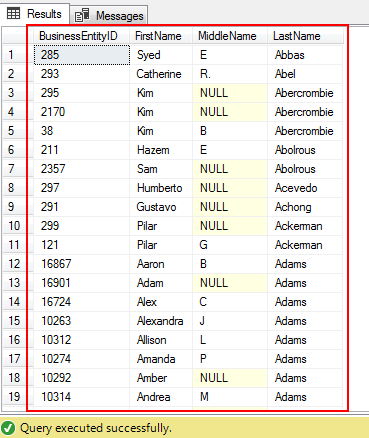 Results Messages
BusinessEntityID FirstName MiddleName LastName
1 285 Syed E Abbas
2 293 Catherine R. Abel
3 295 Kim NULL Abercrombie
4 2170 Kim NULL Abercrombie
5 38 Kim B Abercrombie
6 211 Hazem E Abolrous
7 2357 Sam NULL Abolrous
8 297 Humberto NULL Acevedo
9 291 Gustavo NULL Achong
10 299 Pilar NULL Ackerman
11 121 Pilar G Ackerman
12 16867 Aaron B Adams
13 16901 Adam NULL Adams
14 16724 Alex C Adams
15 10263 Alexandra J Adams
16 10312 Allison L Adams
17 10274 Amanda P Adams
18 10292 Amber NULL Adams
19 10314 Andrea M Adams
Query executed successfully.